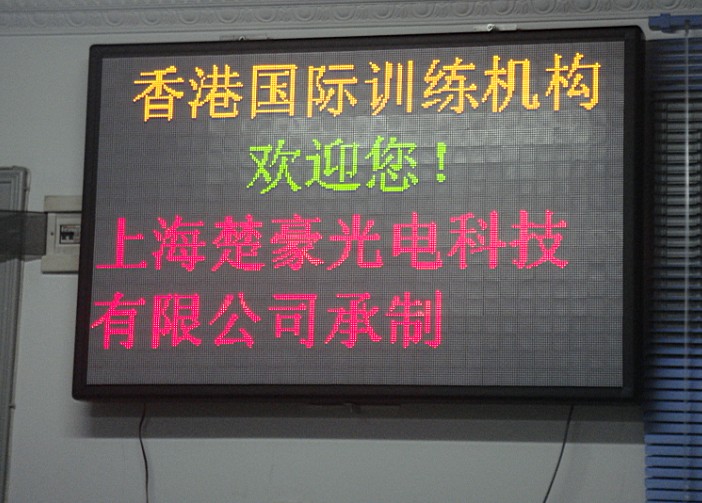 香港国际训练机构
欢迎您！
上海楚豪光电科技
有限公司承制